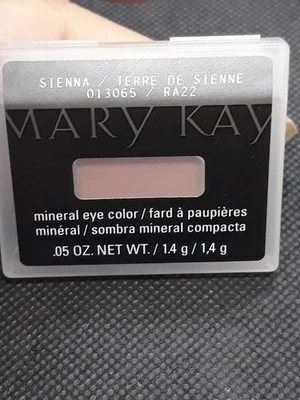 SIENNA / TERRE DE SIENNE
013065 / RA22
MARY KAY
mineral eye color / fard à paupières
minéral / sombra mineral compacta
.05 OZ. NET WT. / 1.4 g / 1,4 g